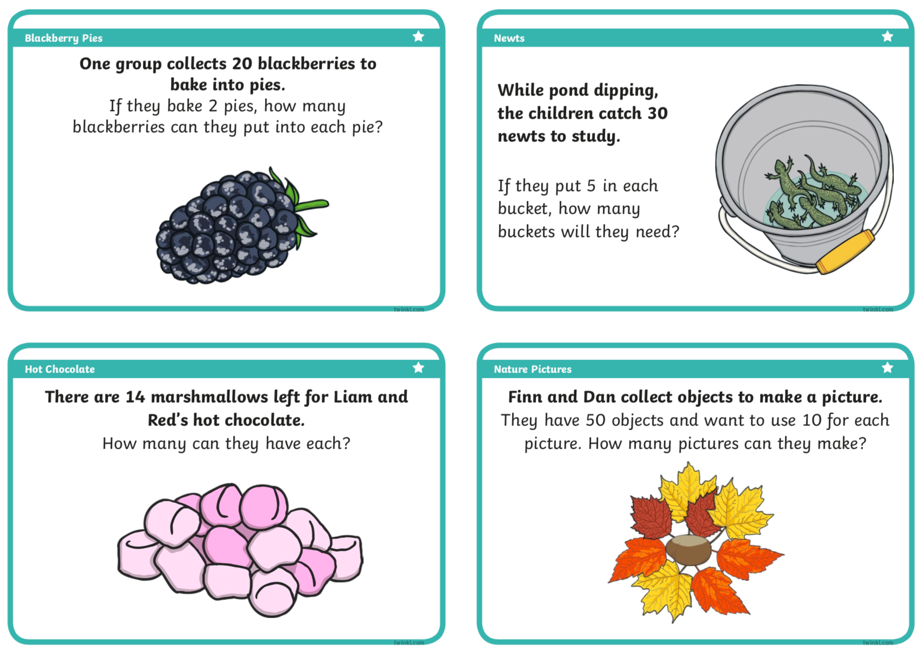 Blackberry Pies
One group collects 20 blackberries to
bake into pies.
If they bake 2 pies, how many
blackberries can they put into each pie?
twinkl.com
Newts
While pond dipping,
the children catch 30
newts to study.
If they put 5 in each
bucket, how many
buckets will they need?
twinkl.com
Hot Chocolate
There are 14 marshmallows left for Liam and
Red's hot chocolate.
How many can they have each?
twinkl.com
Nature Pictures
Finn and Dan collect objects to make a picture.
They have 50 objects and want to use 10 for each
picture. How many pictures can they make?
twinkl.com